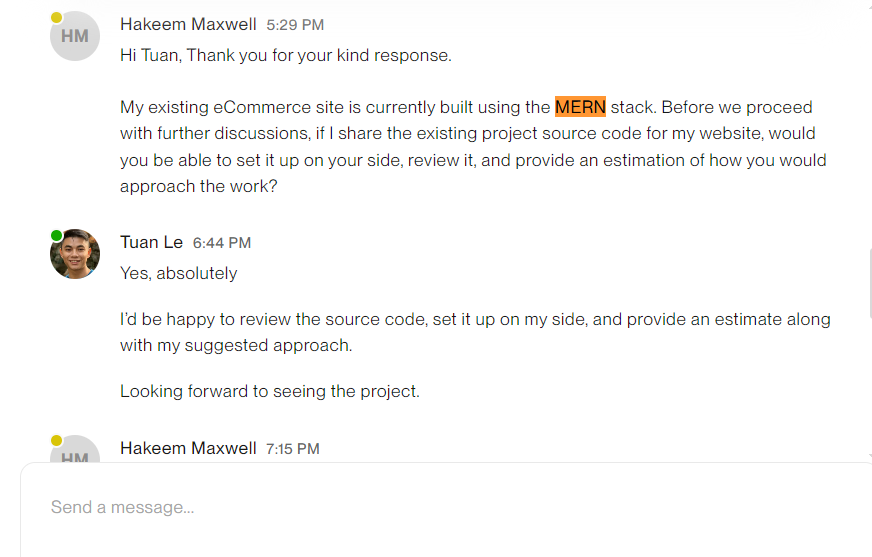 HM
Hakeem Maxwell 5:29 PM
Hi Tuan, Thank you for your kind response.
My existing eCommerce site is currently built using the MERN stack. Before we proceed
with further discussions, if I share the existing project source code for my website, would
you be able to set it up on your side, review it, and provide an estimation of how you would
approach the work?
Tuan Le 6:44 PM
Yes, absolutely
I'd be happy to review the source code, set it up on my side, and provide an estimate along
with my suggested approach.
Looking forward to seeing the project.
HM
Hakeem Maxwell 7:15 PM
Send a message...